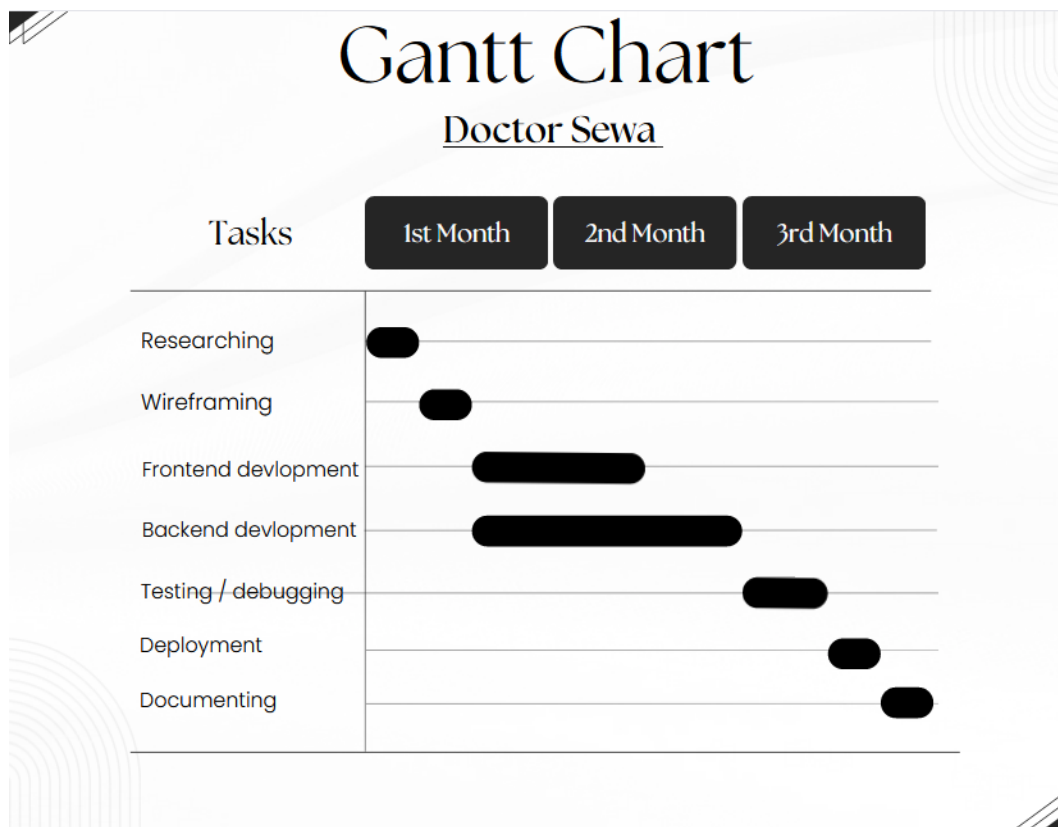 Gantt Chart
Doctor Sewa
Tasks 1st Month 2nd Month 3rd Month
Researching
Wireframing
Frontend devlopment
Backend devlopment
Testing / debugging
Deployment
Documenting